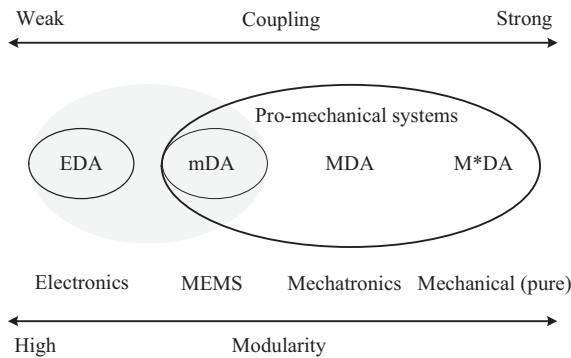 Weak Coupling Strong
Pro-mechanical systems
EDA mDA MDA M*DA
Electronics MEMS Mechatronics Mechanical (pure)
High Modularity